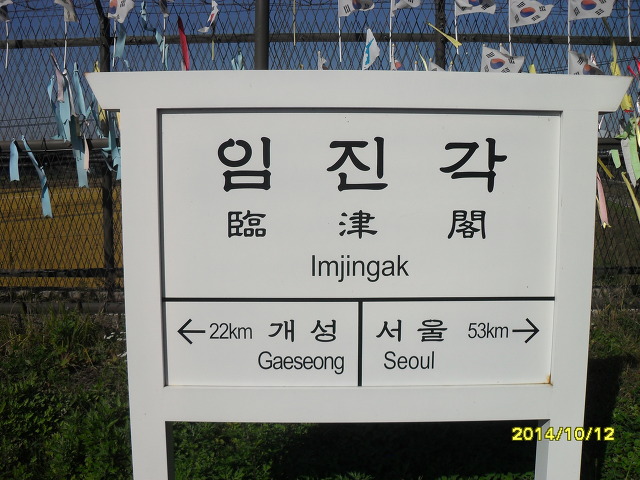 임진각
臨津閣
Imjingak
←22km 개성
Gaeseong
서울 53km→
Seoul
2014/10/12